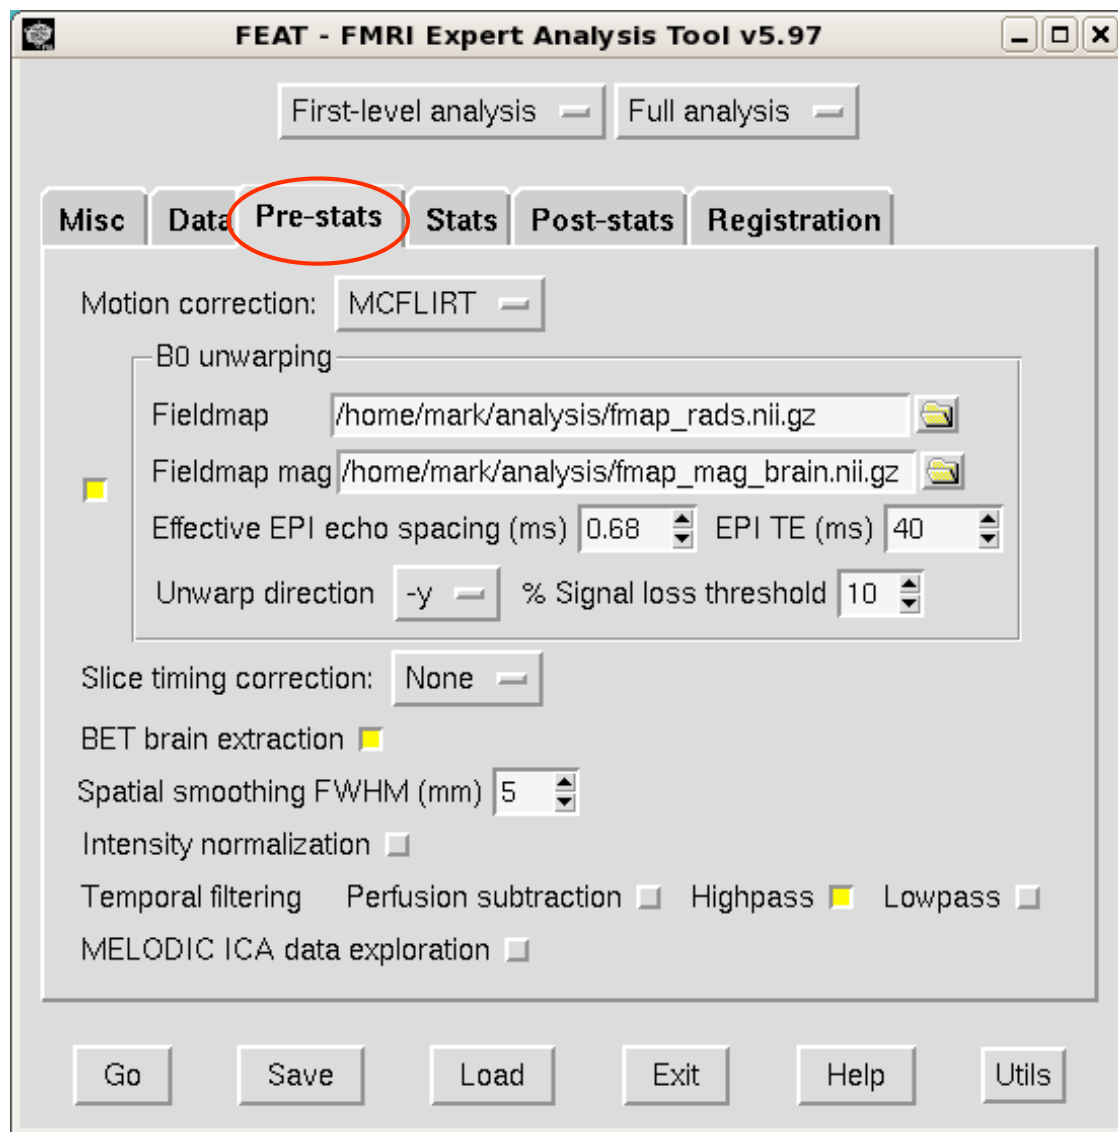 FEAT - FMRI Expert Analysis Tool v5.97
First-level analysis Full analysis
Misc Data Pre-stats Stats Post-stats Registration
Motion correction: MCFLIRT
B0 unwarping
Fieldmap /home/mark/analysis/fmap_rads.nii.gz
Fieldmap mag /home/mark/analysis/fmap_mag_brain.nii.gz
Effective EPI echo spacing (ms) 0.68 EPI TE (ms) 40
Unwarp direction -y % Signal loss threshold 10
Slice timing correction: None
BET brain extraction
Spatial smoothing FWHM (mm) 5
Intensity normalization
Temporal filtering Perfusion subtraction Highpass Lowpass
MELODIC ICA data exploration
Go Save Load Exit Help Utils